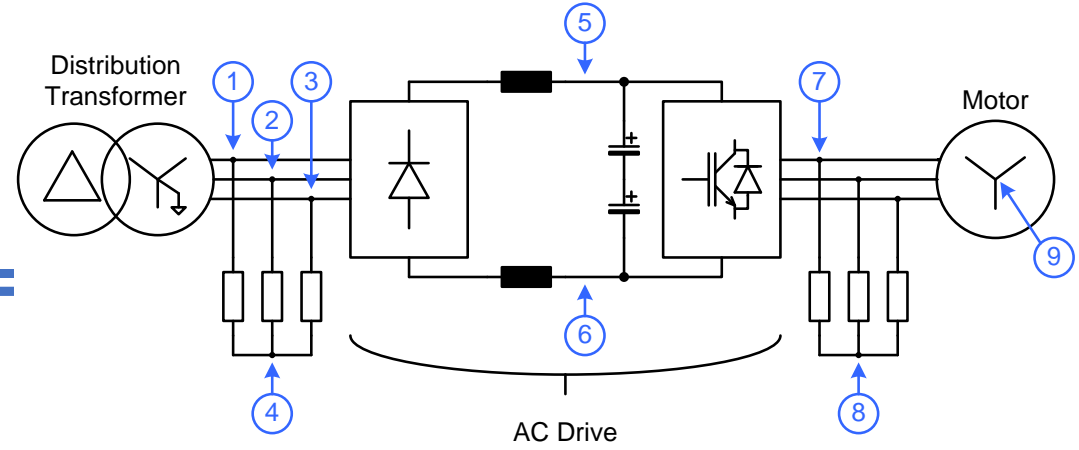 5
Distribution
Transformer
1
3
7
2
Motor
+
+
9
6
4
8
AC Drive